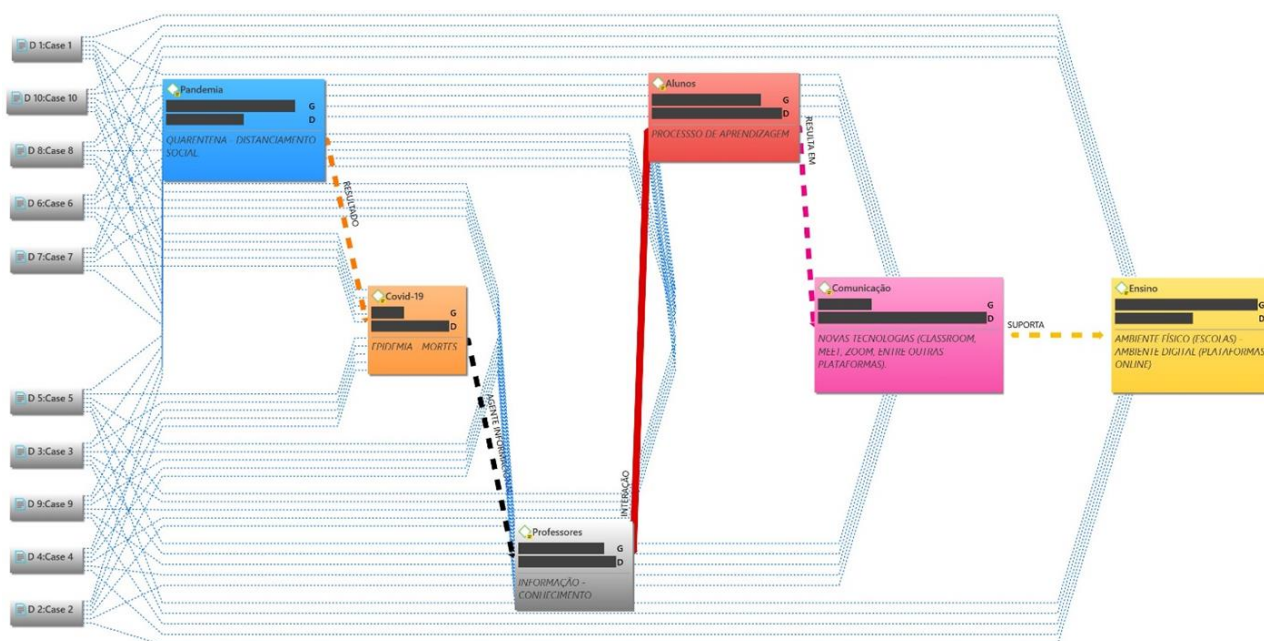 D 1:Case 1
D 10:Case 10
D 8:Case 8
D 6:Case 6
D 7:Case 7
D 5:Case 5
D 3:Case 3
D 9:Case 9
D 4:Case 4
D 2:Case 2
Pandemia
G
D
QUARENTENA - DISTANCIAMENTO
SOCIAL
RESULTADO
Covid-19
G
D
EPIDEMIA - MORTES
AGENTE INFORMACIONAL
Professores
G
D
INFORMAÇÃO -
CONHECIMENTO
INTERAÇÃO
Alunos
G
D
PROCESSSO DE APRENDIZAGEM
RESULTA EM
Comunicação
G
D
NOVAS TECNOLOGIAS (CLASSROOM,
MEET, ZOOM, ENTRE OUTRAS
PLATAFORMAS).
SUPORTA
Ensino
G
D
AMBIENTE FÍSICO (ESCOLAS) -
AMBIENTE DIGITAL (PLATAFORMAS
ONLINE)